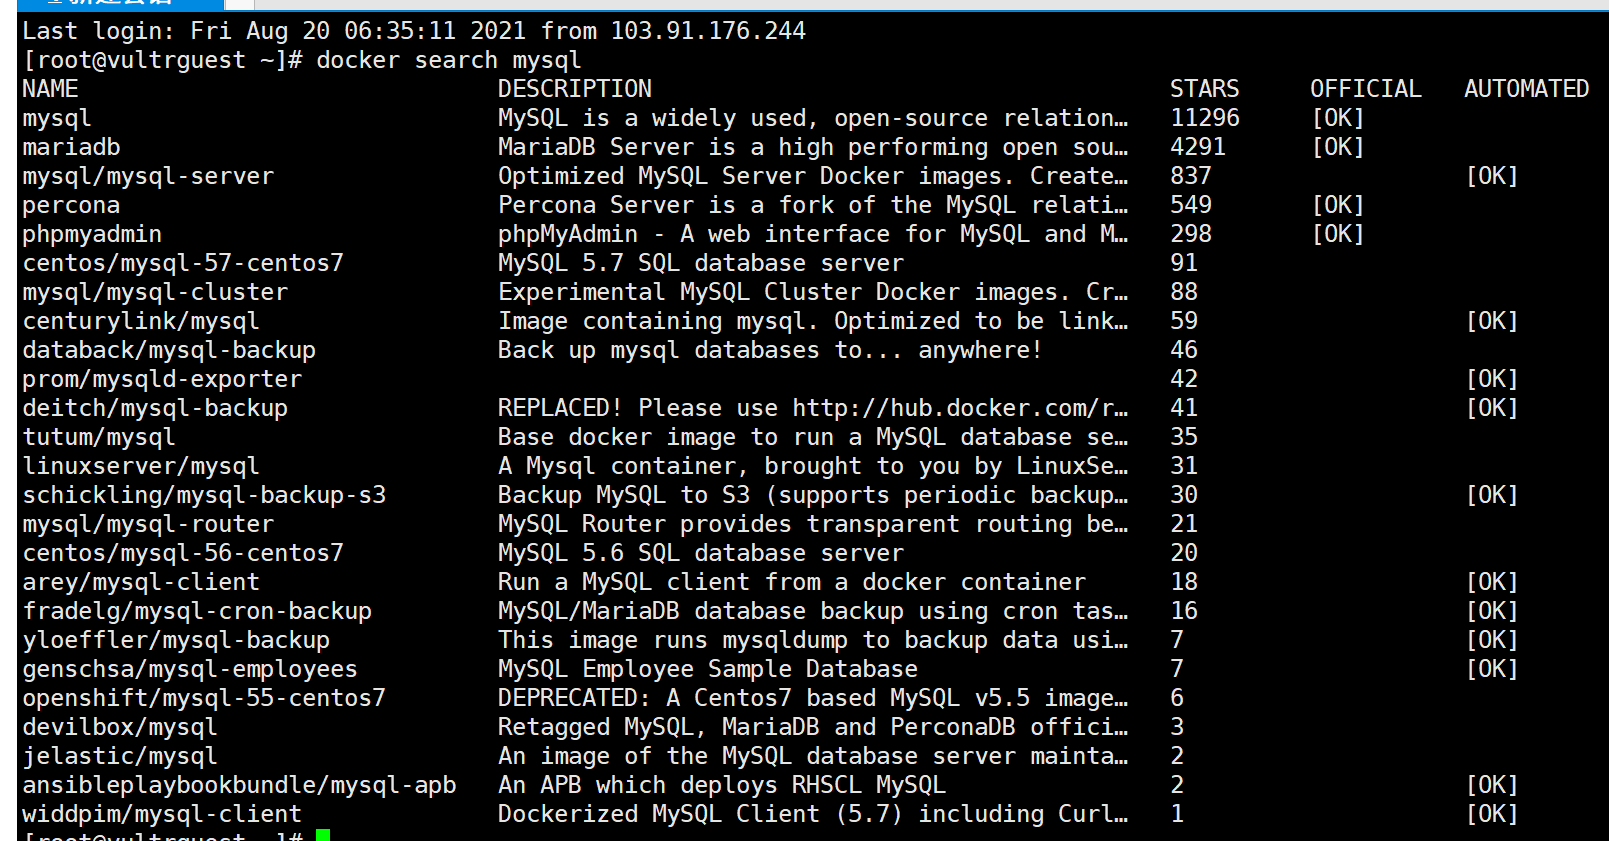 1 新建会话
Last login: Fri Aug 20 06:35:11 2021 from 103.91.176.244
[root@vultrguest ~]# docker search mysql
NAME DESCRIPTION STARS OFFICIAL AUTOMATED
mysql MySQL is a widely used, open-source relation… 11296 [OK]
mariadb MariaDB Server is a high performing open sou… 4291 [OK]
mysql/mysql-server Optimized MySQL Server Docker images. Create… 837 [OK]
percona Percona Server is a fork of the MySQL relati… 549 [OK]
phpmyadmin phpMyAdmin - A web interface for MySQL and M… 298 [OK]
centos/mysql-57-centos7 MySQL 5.7 SQL database server 91
mysql/mysql-cluster Experimental MySQL Cluster Docker images. Cr… 88
centurylink/mysql Image containing mysql. Optimized to be link… 59 [OK]
databack/mysql-backup Back up mysql databases to... anywhere! 46
prom/mysqld-exporter 42 [OK]
deitch/mysql-backup REPLACED! Please use http://hub.docker.com/r… 41 [OK]
tutum/mysql Base docker image to run a MySQL database se… 35
linuxserver/mysql A Mysql container, brought to you by LinuxSe… 31
schickling/mysql-backup-s3 Backup MySQL to S3 (supports periodic backup… 30 [OK]
mysql/mysql-router MySQL Router provides transparent routing be… 21
centos/mysql-56-centos7 MySQL 5.6 SQL database server 20
arey/mysql-client Run a MySQL client from a docker container 18 [OK]
fradelg/mysql-cron-backup MySQL/MariaDB database backup using cron tas… 16 [OK]
yloeffler/mysql-backup This image runs mysqldump to backup data usi… 7 [OK]
genschsa/mysql-employees MySQL Employee Sample Database 7 [OK]
openshift/mysql-55-centos7 DEPRECATED: A Centos7 based MySQL v5.5 image… 6
devilbox/mysql Retagged MySQL, MariaDB and PerconaDB offici… 3
jelastic/mysql An image of the MySQL database server mainta… 2
ansibleplaybookbundle/mysql-apb An APB which deploys RHSCL MySQL 2 [OK]
widdpim/mysql-client Dockerized MySQL Client (5.7) including Curl… 1 [OK]
[root@vultrguest ~]#